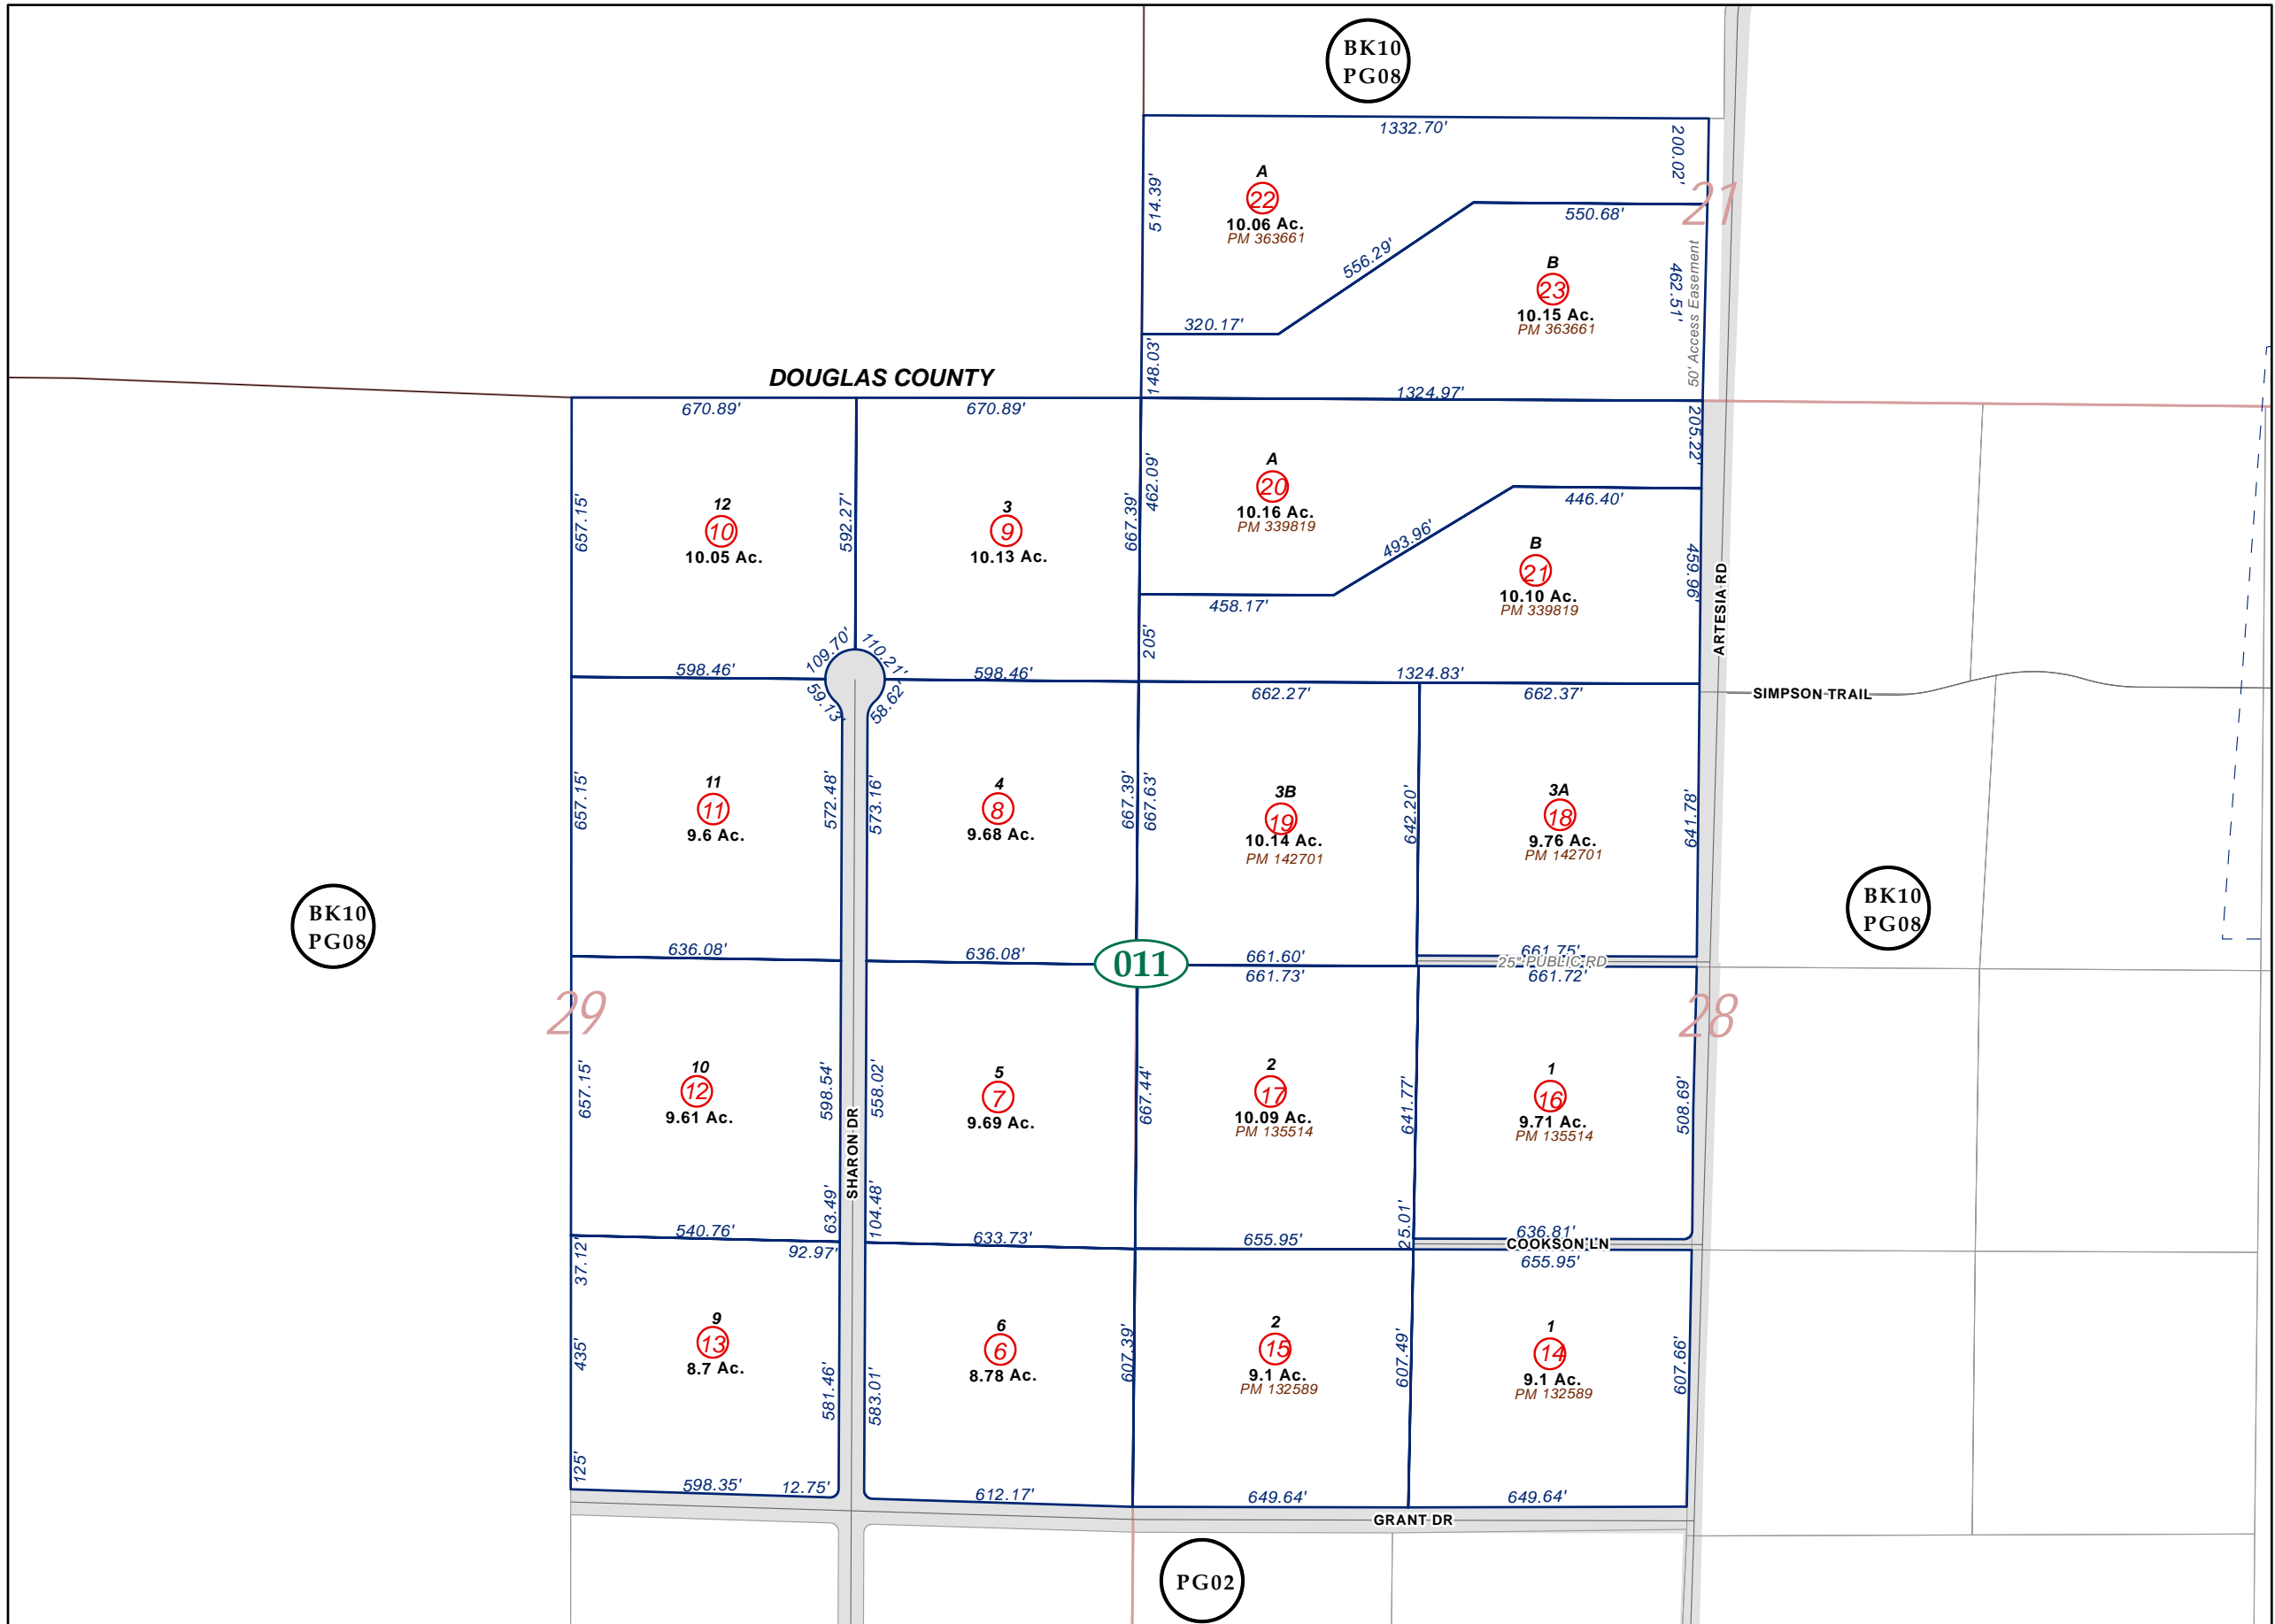 BK10
PG08
1332.70'
200.02'
A
22
10.06 Ac.
PM 363661
514.39'
21
550.68'
556.29'
50' Access Easement
462.51'
B
23
10.15 Ac.
PM 363661
320.17'
148.03'
DOUGLAS COUNTY
1324.97'
670.89'
670.89'
205.22'
657.15'
12
10
10.05 Ac.
592.27'
3
9
10.13 Ac.
667.39'
462.09'
A
20
10.16 Ac.
PM 339819
446.40'
493.96'
B
21
10.10 Ac.
PM 339819
459.96'
ARTESIA RD
458.17'
205'
109.70'
110.21'
598.46'
598.46'
1324.83'
59.13'
58.62'
662.27'
662.37'
SIMPSON TRAIL
657.15'
11
11
9.6 Ac.
572.48'
573.16'
4
8
9.68 Ac.
667.39'
667.63'
3B
19
10.14 Ac.
PM 142701
642.20'
3A
18
9.76 Ac.
PM 142701
641.78'
BK10
PG08
BK10
PG08
636.08'
636.08'
011
661.60'
661.75'
25' PUBLIC RD
661.73'
661.72'
29
28
657.15'
10
12
9.61 Ac.
598.54'
558.02'
5
7
9.69 Ac.
667.44'
2
17
10.09 Ac.
PM 135514
641.77'
1
16
9.71 Ac.
PM 135514
508.69'
SHARON DR
63.49'
104.48'
25.01'
540.76'
633.73'
655.95'
636.81'
COOKSON LN
37.12'
92.97'
655.95'
435'
9
13
8.7 Ac.
581.46'
583.01'
6
6
8.78 Ac.
607.39'
2
15
9.1 Ac.
PM 132589
607.49'
1
14
9.1 Ac.
PM 132589
607.66'
125'
598.35'
12.75'
612.17'
649.64'
649.64'
GRANT DR
PG02